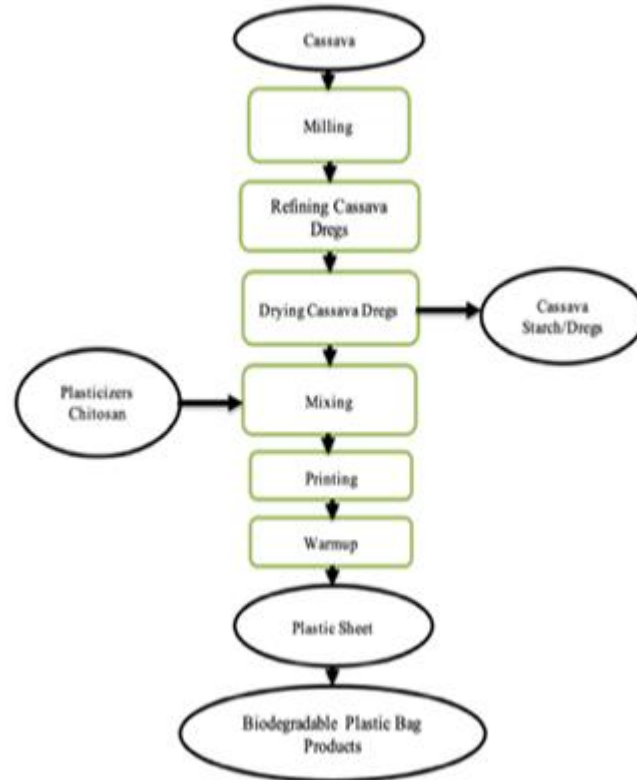 Cassava
Milling
Refining Cassava
Dregs
Drying Cassava Dregs
Cassava
Starch/Dregs
Plasticizers
Chitosan
Mixing
Printing
Warmup
Plastic Sheet
Biodegradable Plastic Bag
Products